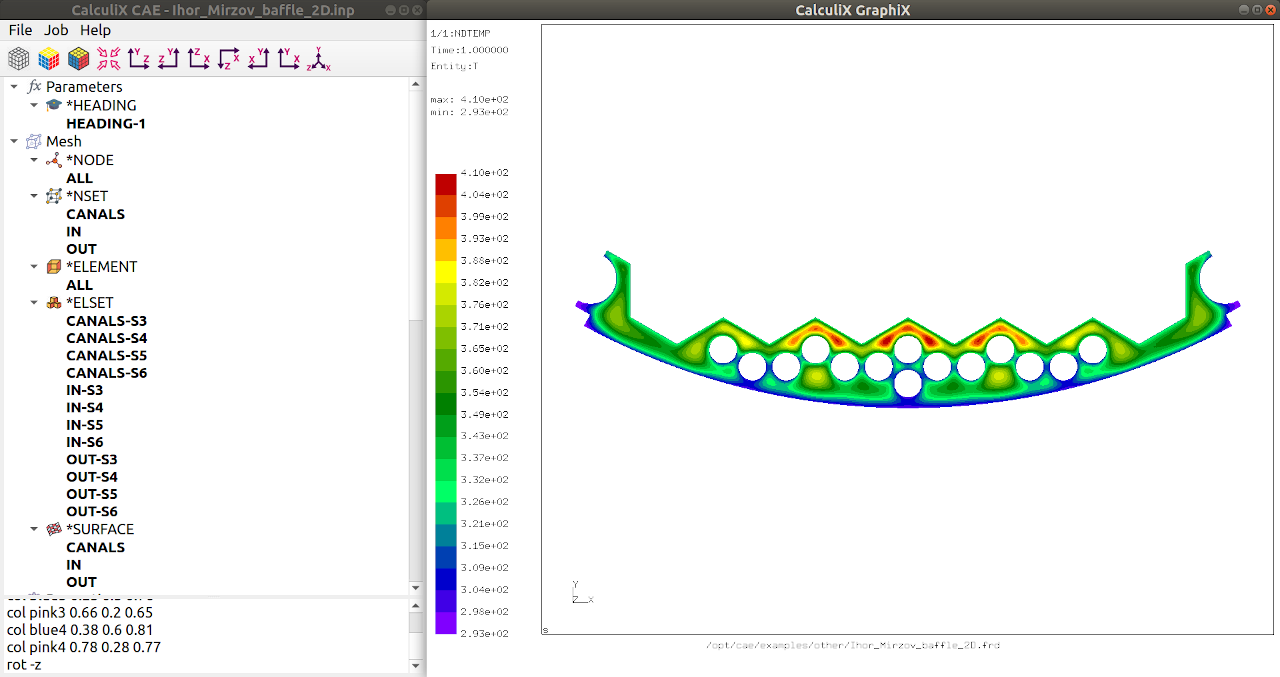 CalculiX CAE - Ihor_Mirzov_baffle_2D.inp
File Job Help
fx Parameters
*HEADING
HEADING-1
Mesh
*NODE
ALL
*NSET
CANALS
IN
OUT
*ELEMENT
ALL
*ELSET
CANALS-S3
CANALS-S4
CANALS-S5
CANALS-S6
IN-S3
IN-S4
IN-S5
IN-S6
OUT-S3
OUT-S4
OUT-S5
OUT-S6
*SURFACE
CANALS
IN
OUT
col pink3 0.66 0.2 0.65
col blue4 0.38 0.6 0.81
col pink4 0.78 0.28 0.77
rot -z
CalculiX GraphiX
1/1:NDTEMP
Time:1.000000
Entity:T
max: 4.10e+02
min: 2.93e+02
4.10e+02
4.04e+02
3.99e+02
3.93e+02
3.88e+02
3.82e+02
3.76e+02
3.71e+02
3.65e+02
3.60e+02
3.54e+02
3.49e+02
3.43e+02
3.37e+02
3.32e+02
3.26e+02
3.21e+02
3.15e+02
3.09e+02
3.04e+02
2.98e+02
2.93e+02
Y
Z X
s
/opt/cae/examples/other/Ihor_Mirzov_baffle_2D.frd